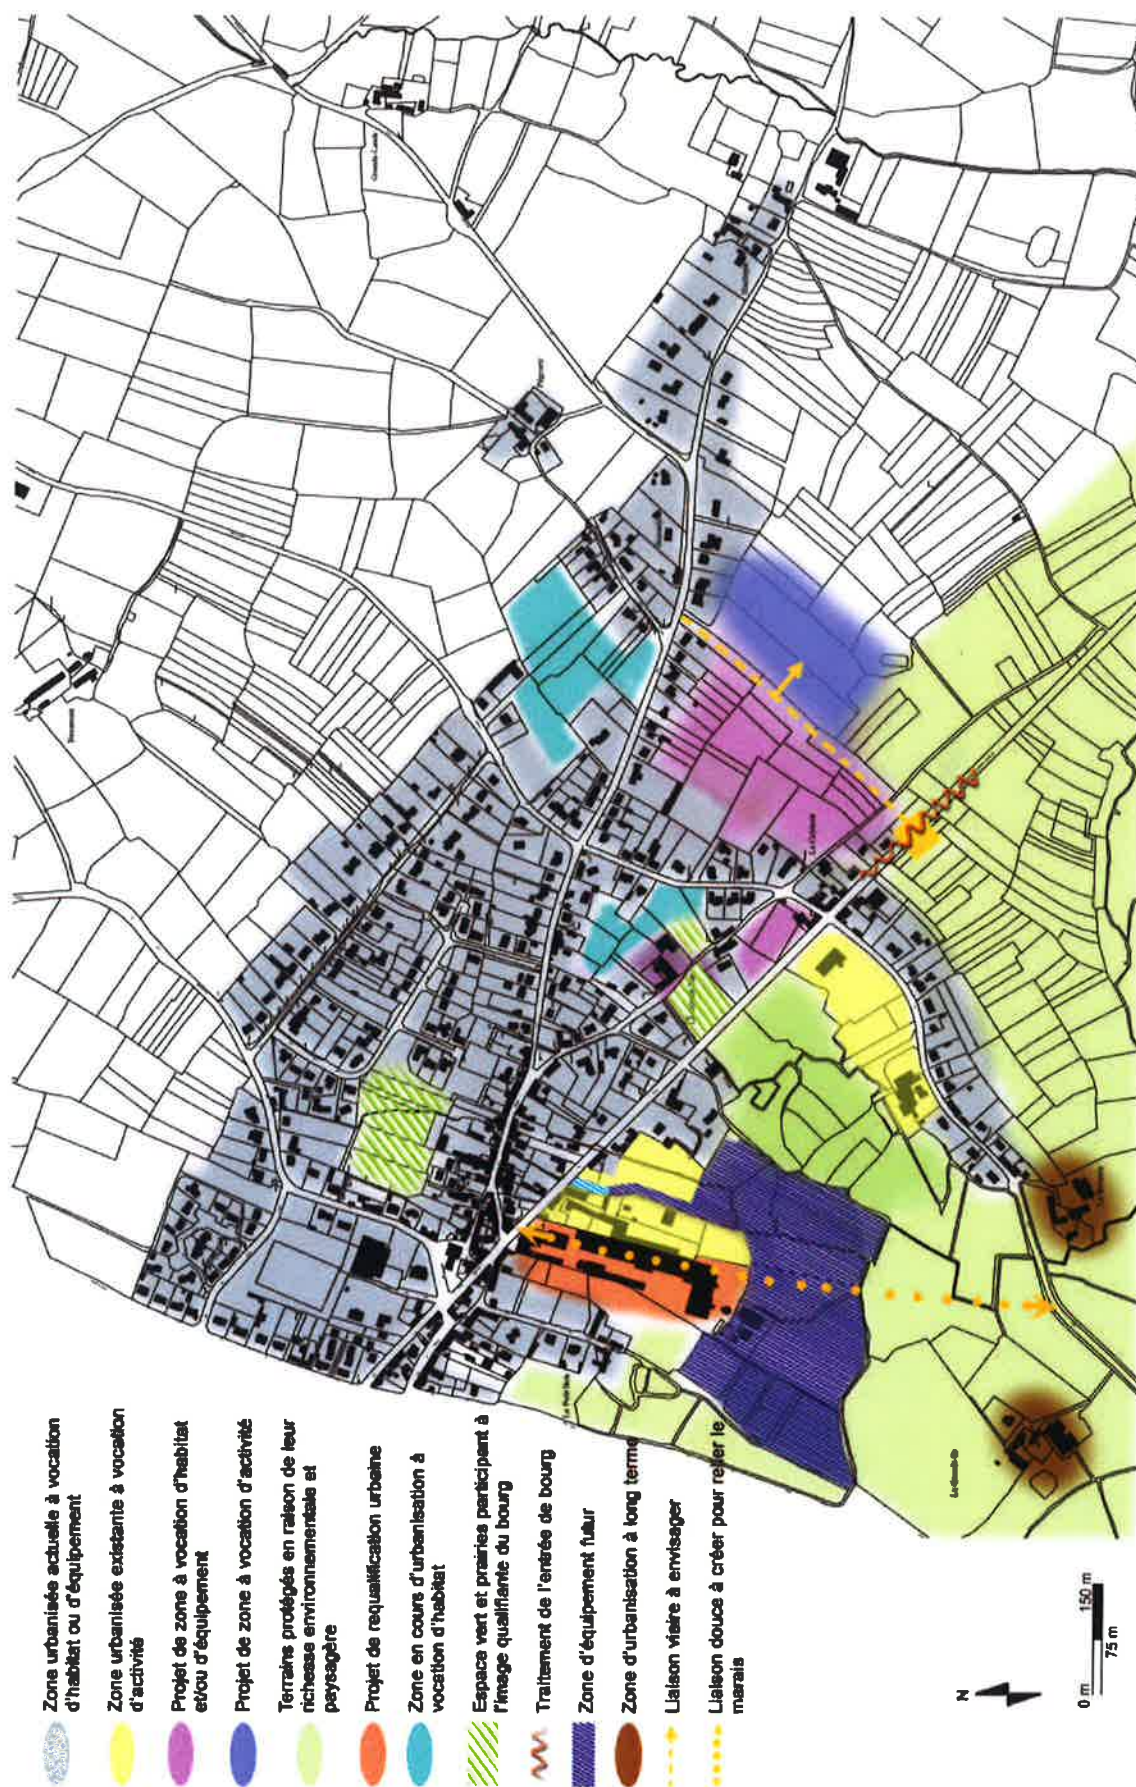 Zone urbanisée actuelle à vocation
d'habitat ou d'équipement
Zone urbanisée existante à vocation
d'activité
Projet de zone à vocation d'habitat
et/ou d'équipement
Projet de zone à vocation d'activité
Terrains protégés en raison de leur
richesse environnementale et
paysagère
Projet de requalification urbaine
Zone en cours d'urbanisation à
vocation d'habitat
Espace vert et prairies participant à
l'image qualifiante du bourg
Traitement de l'entrée de bourg
Zone d'équipement futur
Zone d'urbanisation à long terme
Liaison viaire à envisager
Liaison douce à créer pour relier le
marais
N
0 m
150 m
75 m